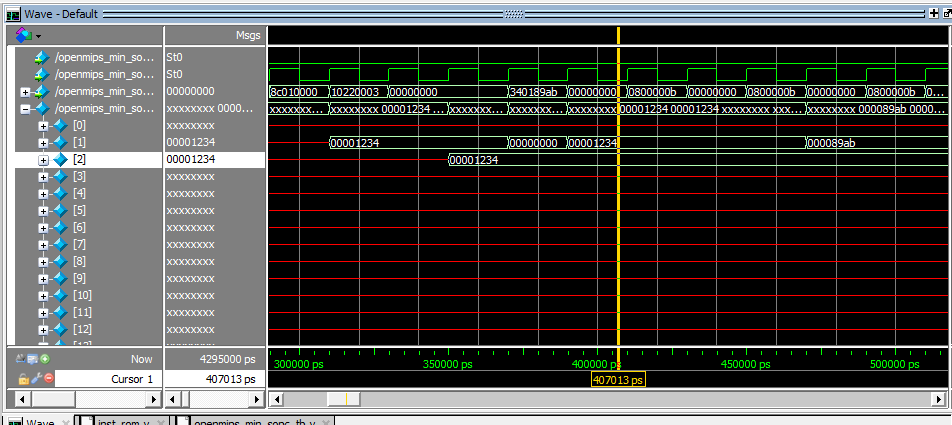 Wave - Default
Msgs
/openmips_min_so... St0
/openmips_min_so... St0
/openmips_min_so... 00000000 8c010000 10220003 00000000 340189ab 00000000 0800000b 00000000 0800000b 00000000 0800000b 0...
/openmips_min_so... xxxxxxxx 0000... xxxxxxx... xxxxxxxx 00001234 ... xxxxxxx... xxxxxxx... xxxxxxx... 00001234 00001234 xxxxxxxx xxx... xxxxxxxx 000089ab 0000...
[0] xxxxxxxx
[1] 00001234 00001234 00000000 00001234 000089ab
[2] 00001234 00001234
[3] xxxxxxxx
[4] xxxxxxxx
[5] xxxxxxxx
[6] xxxxxxxx
[7] xxxxxxxx
[8] xxxxxxxx
[9] xxxxxxxx
[10] xxxxxxxx
[11] xxxxxxxx
[12] xxxxxxxx
Now 4295000 ps 300000 ps 350000 ps 400000 ps 450000 ps 500000 ps
Cursor 1 407013 ps 407013 ps
Wave inst_rom.v openmips_min_sopc_tb.v